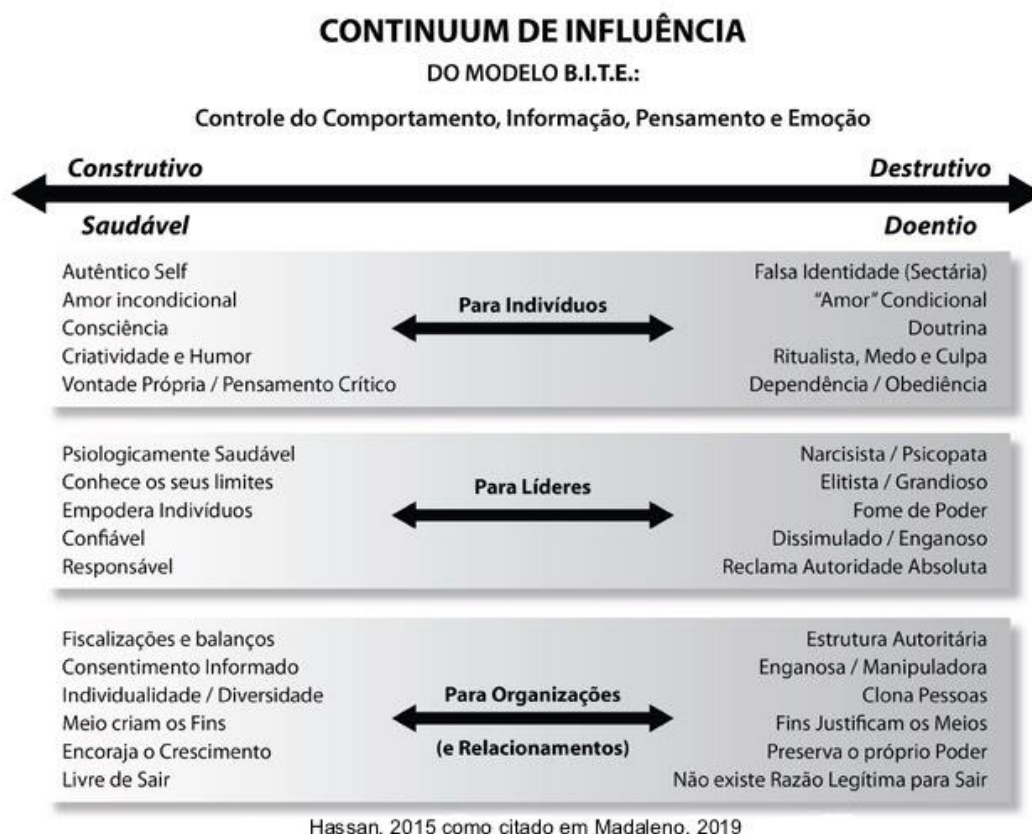 CONTINUUM DE INFLUÊNCIA
DO MODELO B.I.T.E.:
Controle do Comportamento, Informação, Pensamento e Emoção
Construtivo
Destrutivo
Saudável
Doentio
Autêntico Self
Amor incondicional
Consciência
Criatividade e Humor
Vontade Própria / Pensamento Crítico
Para Indivíduos
Falsa Identidade (Sectária)
“Amor” Condicional
Doutrina
Ritualista, Medo e Culpa
Dependência / Obediência
Psiologicamente Saudável
Conhece os seus limites
Empodera Indivíduos
Confiável
Responsável
Para Líderes
Narcisista / Psicopata
Elitista / Grandioso
Fome de Poder
Dissimulado / Enganoso
Reclama Autoridade Absoluta
Fiscalizações e balanços
Consentimento Informado
Individualidade / Diversidade
Meio criam os Fins
Encoraja o Crescimento
Livre de Sair
Para Organizações
(e Relacionamentos)
Estrutura Autoritária
Enganosa / Manipuladora
Clona Pessoas
Fins Justificam os Meios
Preserva o próprio Poder
Não existe Razão Legítima para Sair
Hassan, 2015 como citado em Madaleno, 2019